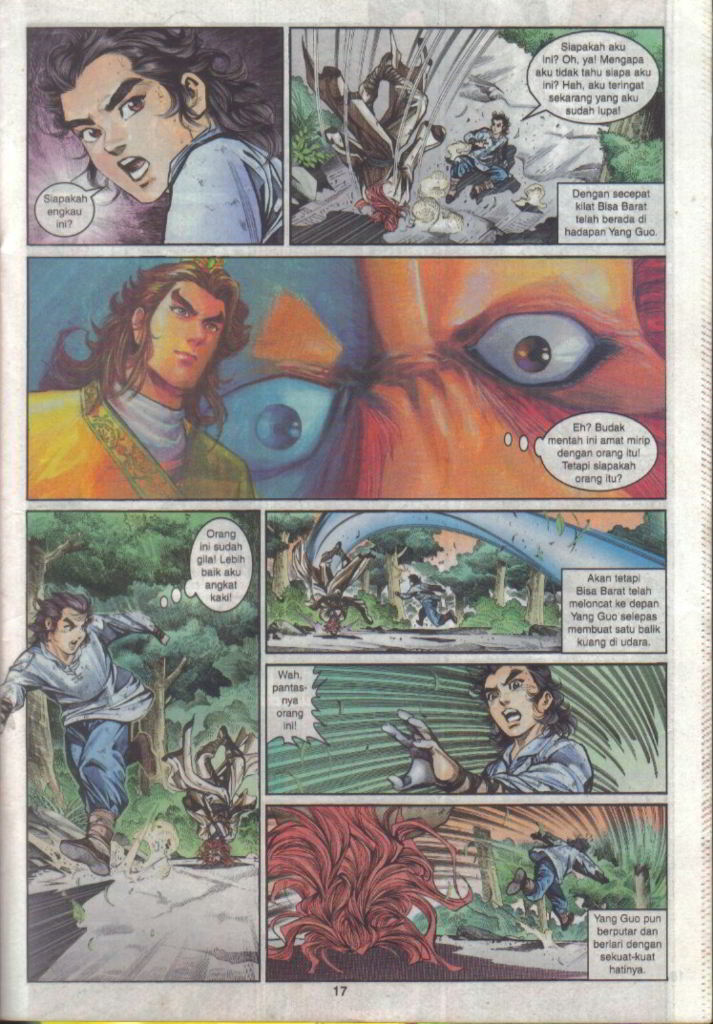 Siapakah
engkau
ini?
Siapakah aku
ini? Oh, ya! Mengapa
aku tidak tahu siapa aku
ini? Hah, aku teringat
sekarang yang aku
sudah lupa!
Dengan secepat
kilat Bisa Barat
telah berada di
hadapan Yang Guo.
Eh? Budak
mentah ini amat mirip
dengan orang itu!
Tetapi siapakah
orang itu?
Orang
ini sudah
gila! Lebih
baik aku
angkat
kaki!
Akan tetapi
Bisa Barat telah
meloncat ke depan
Yang Guo selepas
membuat satu balik
kuang di udara.
Wah,
pantas-
nya
orang
ini!
Yang Guo pun
berputar dan
berlari dengan
sekuat-kuat
hatinya.
17